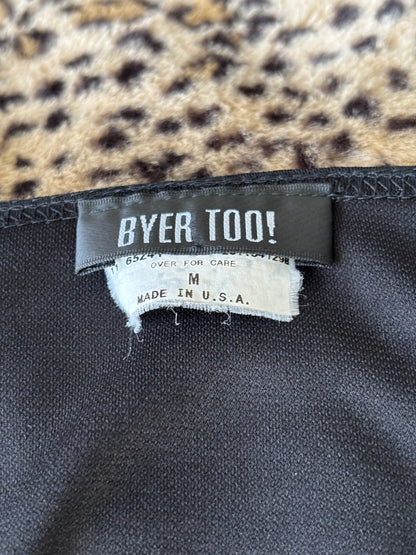 BYER TOO!
OVER FOR CARE
M
MADE IN U.S.A.